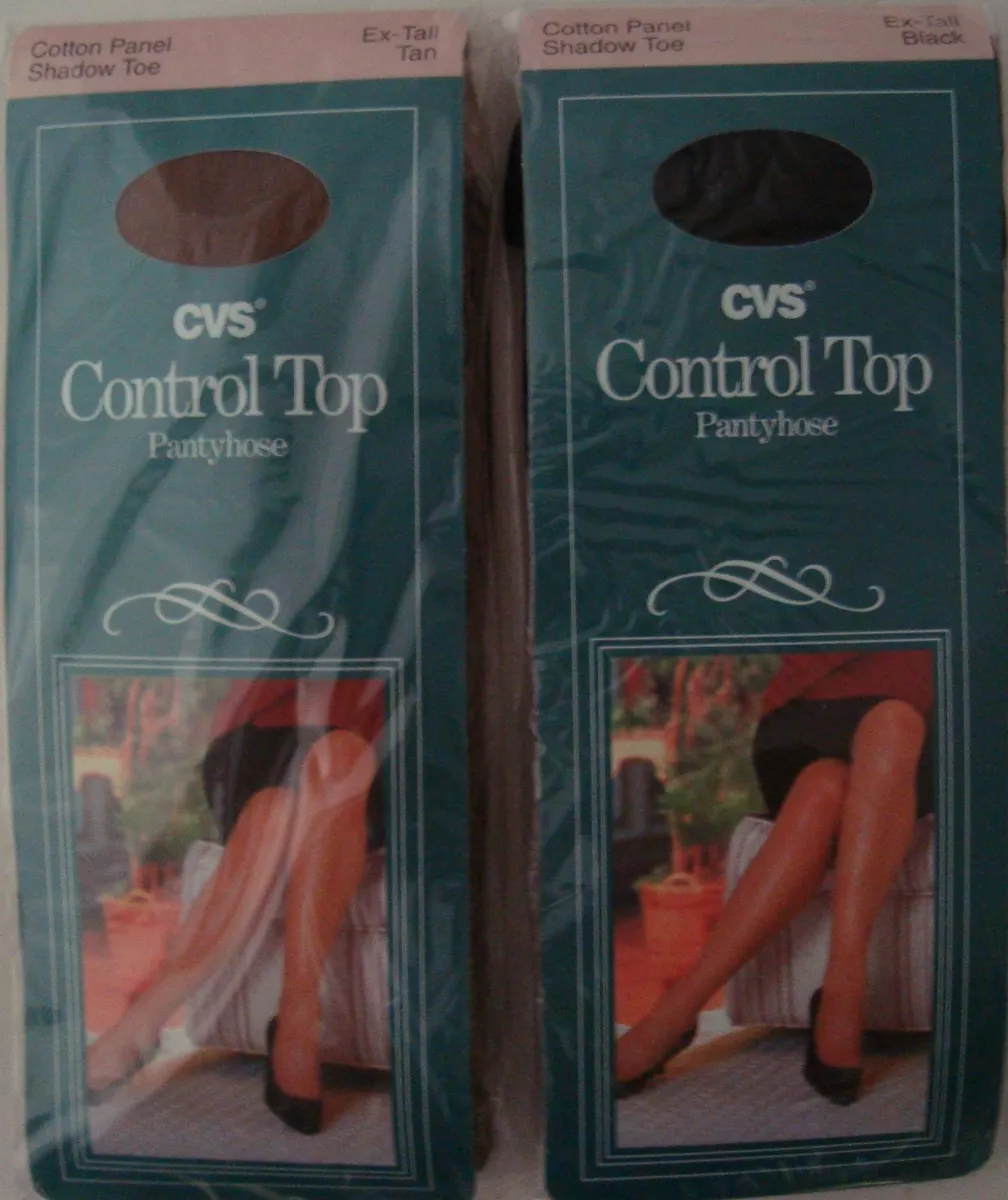 Cotton Panel
Shadow Toe
Ex-Tall
Tan
CVS®
Control Top
Pantyhose
Cotton Panel
Shadow Toe
Ex-Tall
Black
CVS®
Control Top
Pantyhose